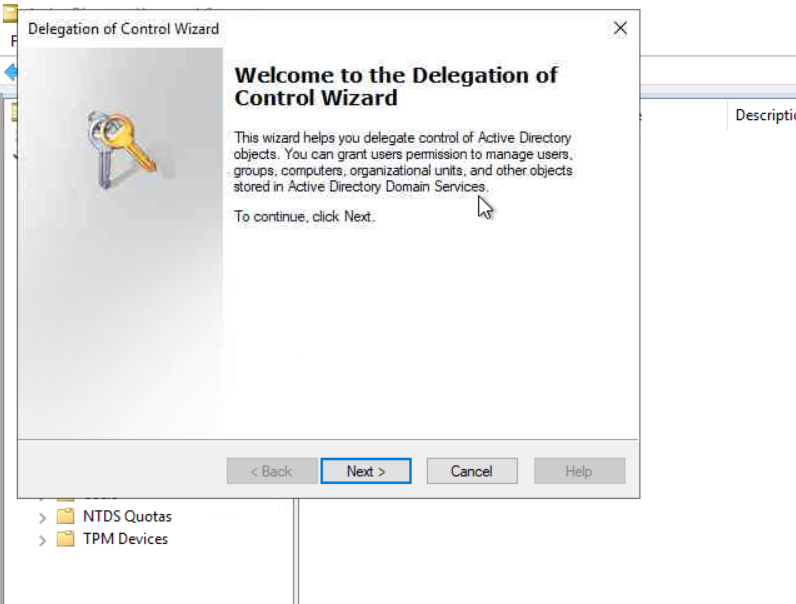 Delegation of Control Wizard
Welcome to the Delegation of
Control Wizard
This wizard helps you delegate control of Active Directory
objects. You can grant users permission to manage users,
groups, computers, organizational units, and other objects
stored in Active Directory Domain Services.
To continue, click Next.
< Back
Next >
Cancel
Help
Descripti
NTDS Quotas
TPM Devices